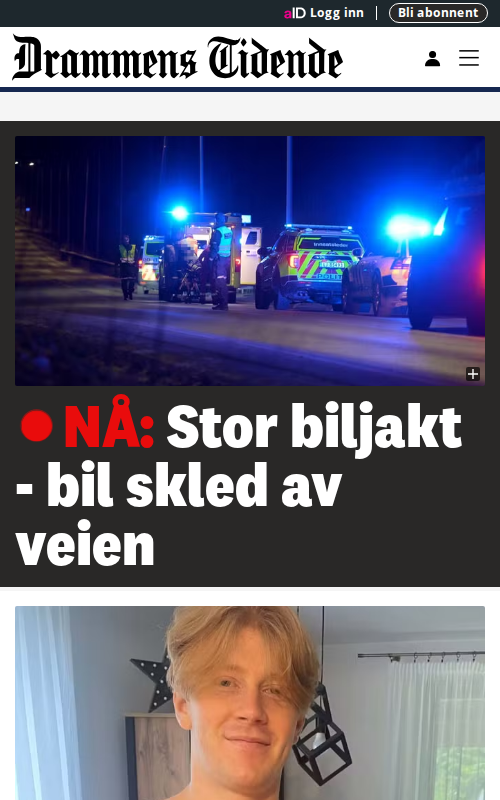 aID Logg inn
Bli abonnent
Drammens Tidende
NÅ: Stor biljakt
- bil skled av
veien